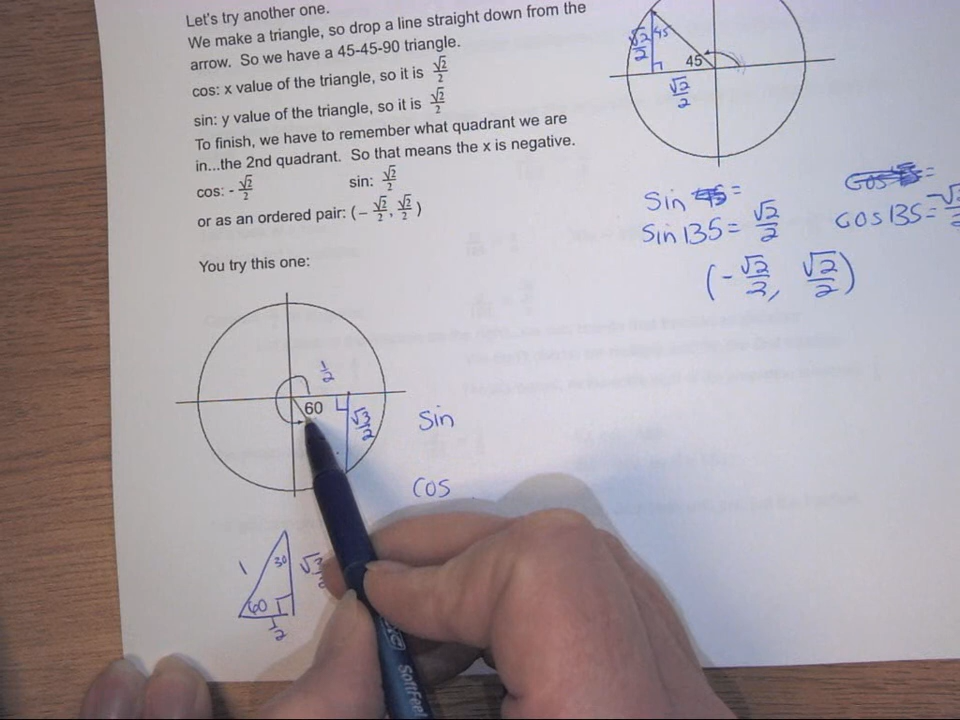 Let's try another one.
We make a triangle, so drop a line straight down from the
arrow. So we have a 45-45-90 triangle.
cos: x value of the triangle, so it is √2/2
sin: y value of the triangle, so it is √2/2
To finish, we have to remember what quadrant we are
in...the 2nd quadrant. So that means the x is negative.
cos: - √2/2 sin: √2/2
or as an ordered pair: (- √2/2, √2/2)
You try this one:
√2/2 45
45
√2/2
Sin =
Sin 135 = √2/2
cos =
cos 135 = -√2
(-√2/2, √2/2)
1/2
60
√3/2
Sin
cos
1 30
60
1/2
SoftFeel